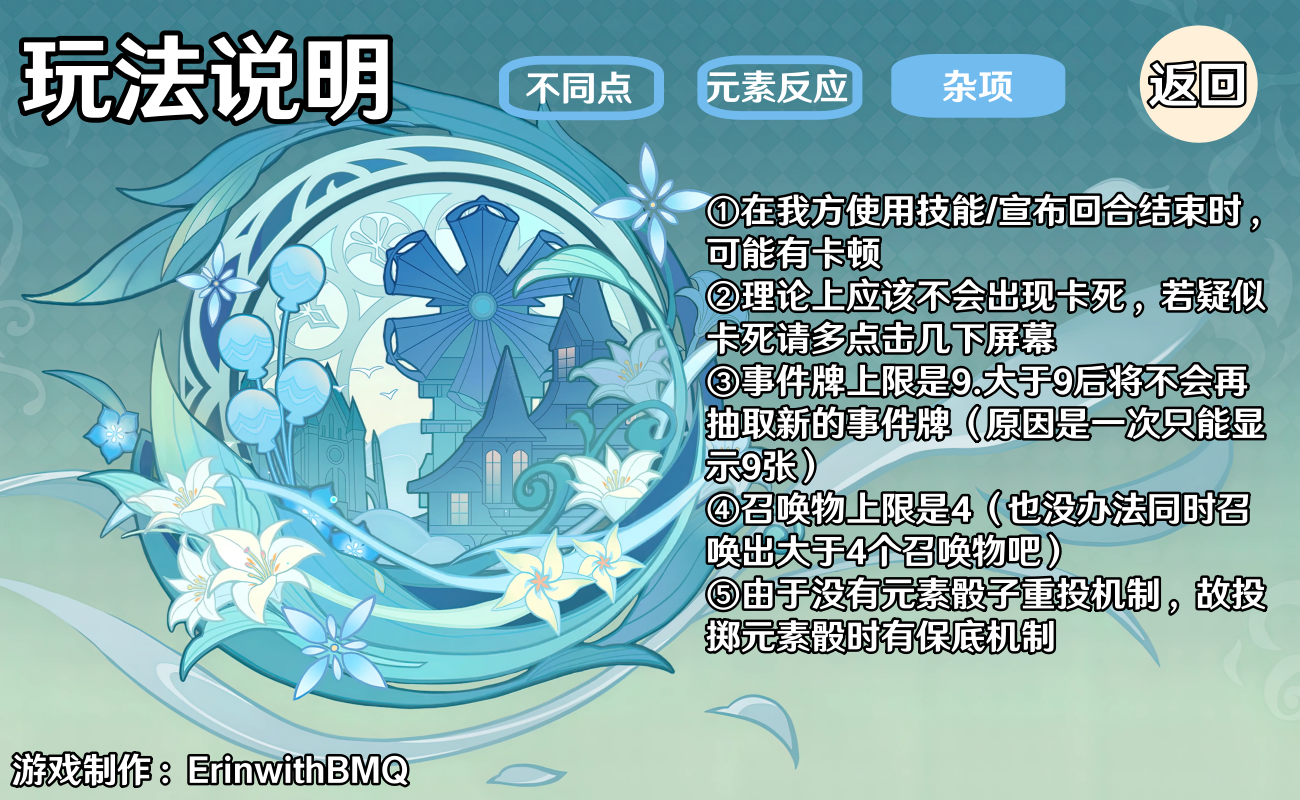 玩法说明
不同点
元素反应
杂项
返回
①在我方使用技能/宣布回合结束时，
可能有卡顿
②理论上应该不会出现卡死，若疑似
卡死请多点击几下屏幕
③事件牌上限是9.大于9后将不会再
抽取新的事件牌（原因是一次只能显
示9张）
④召唤物上限是4（也没办法同时召
唤出大于4个召唤物吧）
⑤由于没有元素骰子重投机制，故投
掷元素骰时有保底机制
游戏制作：ErinwithBMQ